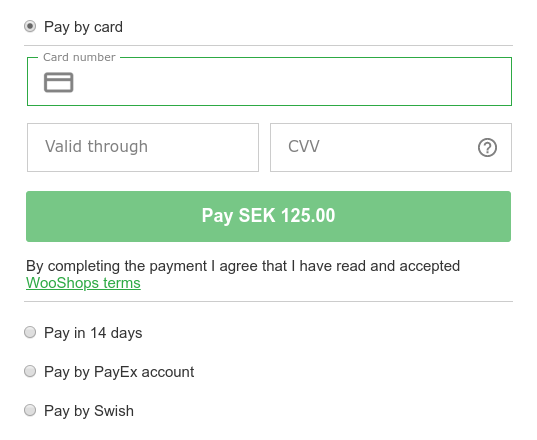 Pay by card
Card number
Valid through
CVV
Pay SEK 125.00
By completing the payment I agree that I have read and accepted
WooShops terms
Pay in 14 days
Pay by PayEx account
Pay by Swish